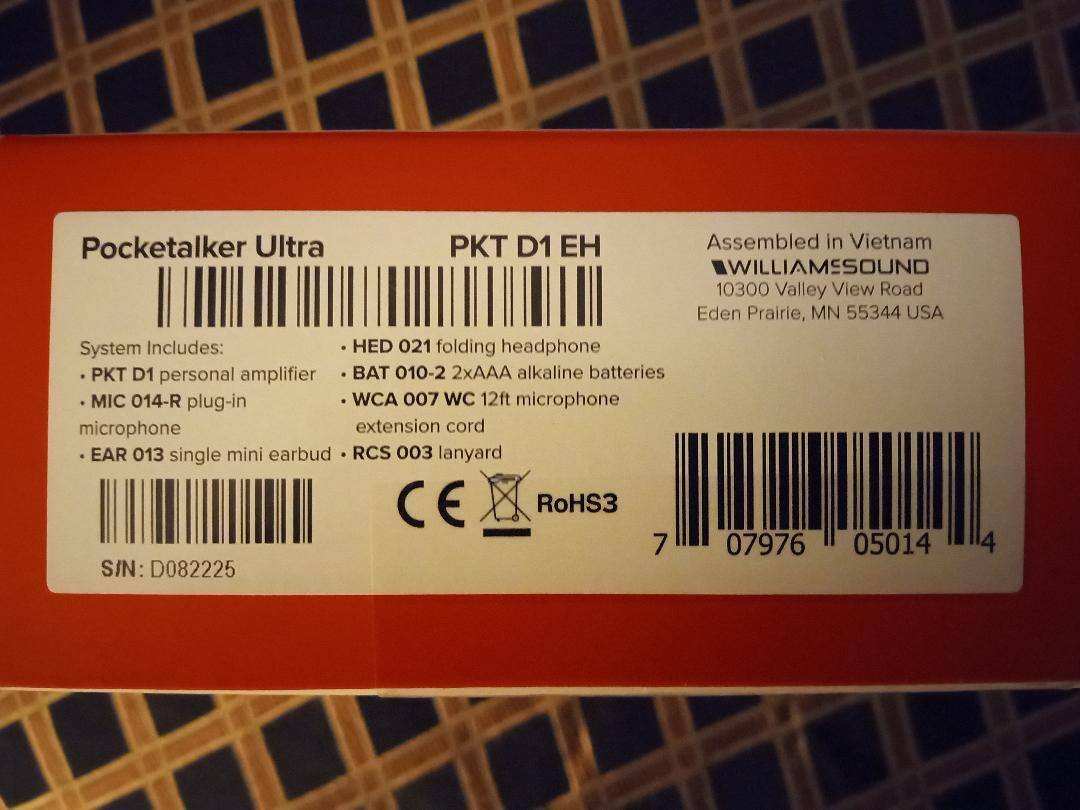 Pocketalker Ultra PKT D1 EH
Assembled in Vietnam
WILLIAMSSOUND
10300 Valley View Road
Eden Prairie, MN 55344 USA
System Includes:
• PKT D1 personal amplifier
• MIC 014-R plug-in
microphone
• EAR 013 single mini earbud
• HED 021 folding headphone
• BAT 010-2 2xAAA alkaline batteries
• WCA 007 WC 12ft microphone
extension cord
• RCS 003 lanyard
S/N: D082225
CE RoHS3
7 07976 05014 4